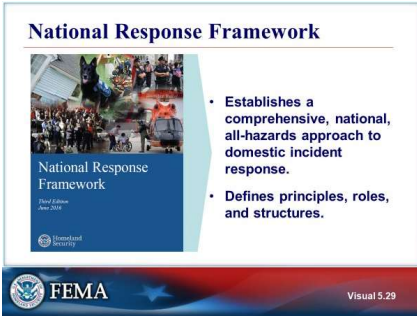 National Response Framework
• Establishes a
comprehensive, national,
all-hazards approach to
domestic incident
response.
• Defines principles, roles,
and structures.
National Response
Framework
Third Edition
June 2016
Homeland
Security
FEMA
Visual 5.29